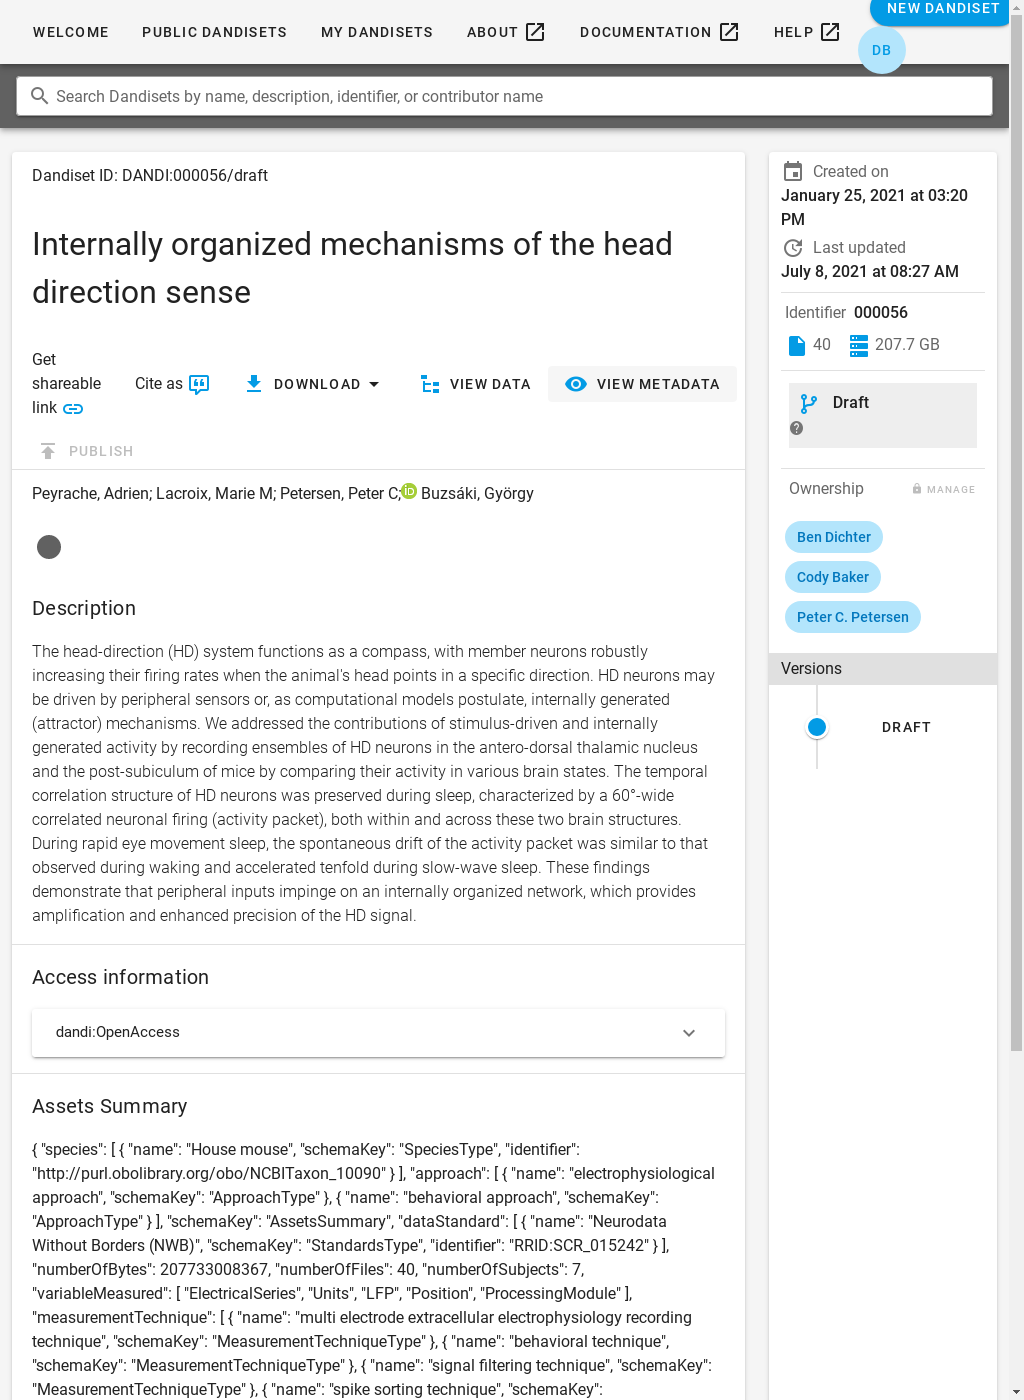 WELCOME
PUBLIC DANDISETS
MY DANDISETS
ABOUT
DOCUMENTATION
HELP
NEW DANDISET
DB
Search Dandisets by name, description, identifier, or contributor name
Dandiset ID: DANDI:000056/draft
Internally organized mechanisms of the head
direction sense
Get
shareable
link
Cite as
DOWNLOAD
VIEW DATA
VIEW METADATA
PUBLISH
Peyrache, Adrien; Lacroix, Marie M; Petersen, Peter C; iD Buzsáki, György
Description
The head-direction (HD) system functions as a compass, with member neurons robustly
increasing their firing rates when the animal's head points in a specific direction. HD neurons may
be driven by peripheral sensors or, as computational models postulate, internally generated
(attractor) mechanisms. We addressed the contributions of stimulus-driven and internally
generated activity by recording ensembles of HD neurons in the antero-dorsal thalamic nucleus
and the post-subiculum of mice by comparing their activity in various brain states. The temporal
correlation structure of HD neurons was preserved during sleep, characterized by a 60°-wide
correlated neuronal firing (activity packet), both within and across these two brain structures.
During rapid eye movement sleep, the spontaneous drift of the activity packet was similar to that
observed during waking and accelerated tenfold during slow-wave sleep. These findings
demonstrate that peripheral inputs impinge on an internally organized network, which provides
amplification and enhanced precision of the HD signal.
Access information
dandi:OpenAccess
Assets Summary
{ "species": [ { "name": "House mouse", "schemaKey": "SpeciesType", "identifier":
"http://purl.obolibrary.org/obo/NCBITaxon_10090" } ], "approach": [ { "name": "electrophysiological
approach", "schemaKey": "ApproachType" }, { "name": "behavioral approach", "schemaKey":
"ApproachType" } ], "schemaKey": "AssetsSummary", "dataStandard": [ { "name": "Neurodata
Without Borders (NWB)", "schemaKey": "StandardsType", "identifier": "RRID:SCR_015242" } ],
"numberOfBytes": 207733008367, "numberOfFiles": 40, "numberOfSubjects": 7,
"variableMeasured": [ "ElectricalSeries", "Units", "LFP", "Position", "ProcessingModule" ],
"measurementTechnique": [ { "name": "multi electrode extracellular electrophysiology recording
technique", "schemaKey": "MeasurementTechniqueType" }, { "name": "behavioral technique",
"schemaKey": "MeasurementTechniqueType" }, { "name": "signal filtering technique", "schemaKey":
"MeasurementTechniqueType" }, { "name": "spike sorting technique", "schemaKey":
Created on
January 25, 2021 at 03:20
PM
Last updated
July 8, 2021 at 08:27 AM
Identifier 000056
40
207.7 GB
Draft
?
Ownership
MANAGE
Ben Dichter
Cody Baker
Peter C. Petersen
Versions
DRAFT